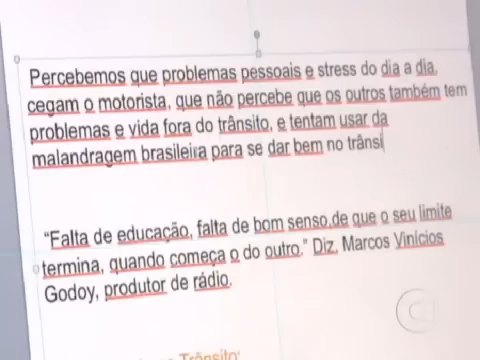 Percebemos que problemas pessoais e stress do dia a dia,
cegam o motorista, que não percebe que os outros também tem
problemas e vida fora do trânsito, e tentam usar da
malandragem brasileira para se dar bem no trânsi
"Falta de educação, falta de bom senso,de que o seu limite
termina, quando começa o do outro." Diz, Marcos Vinícios
Godoy, produtor de rádio.
Trânsito: